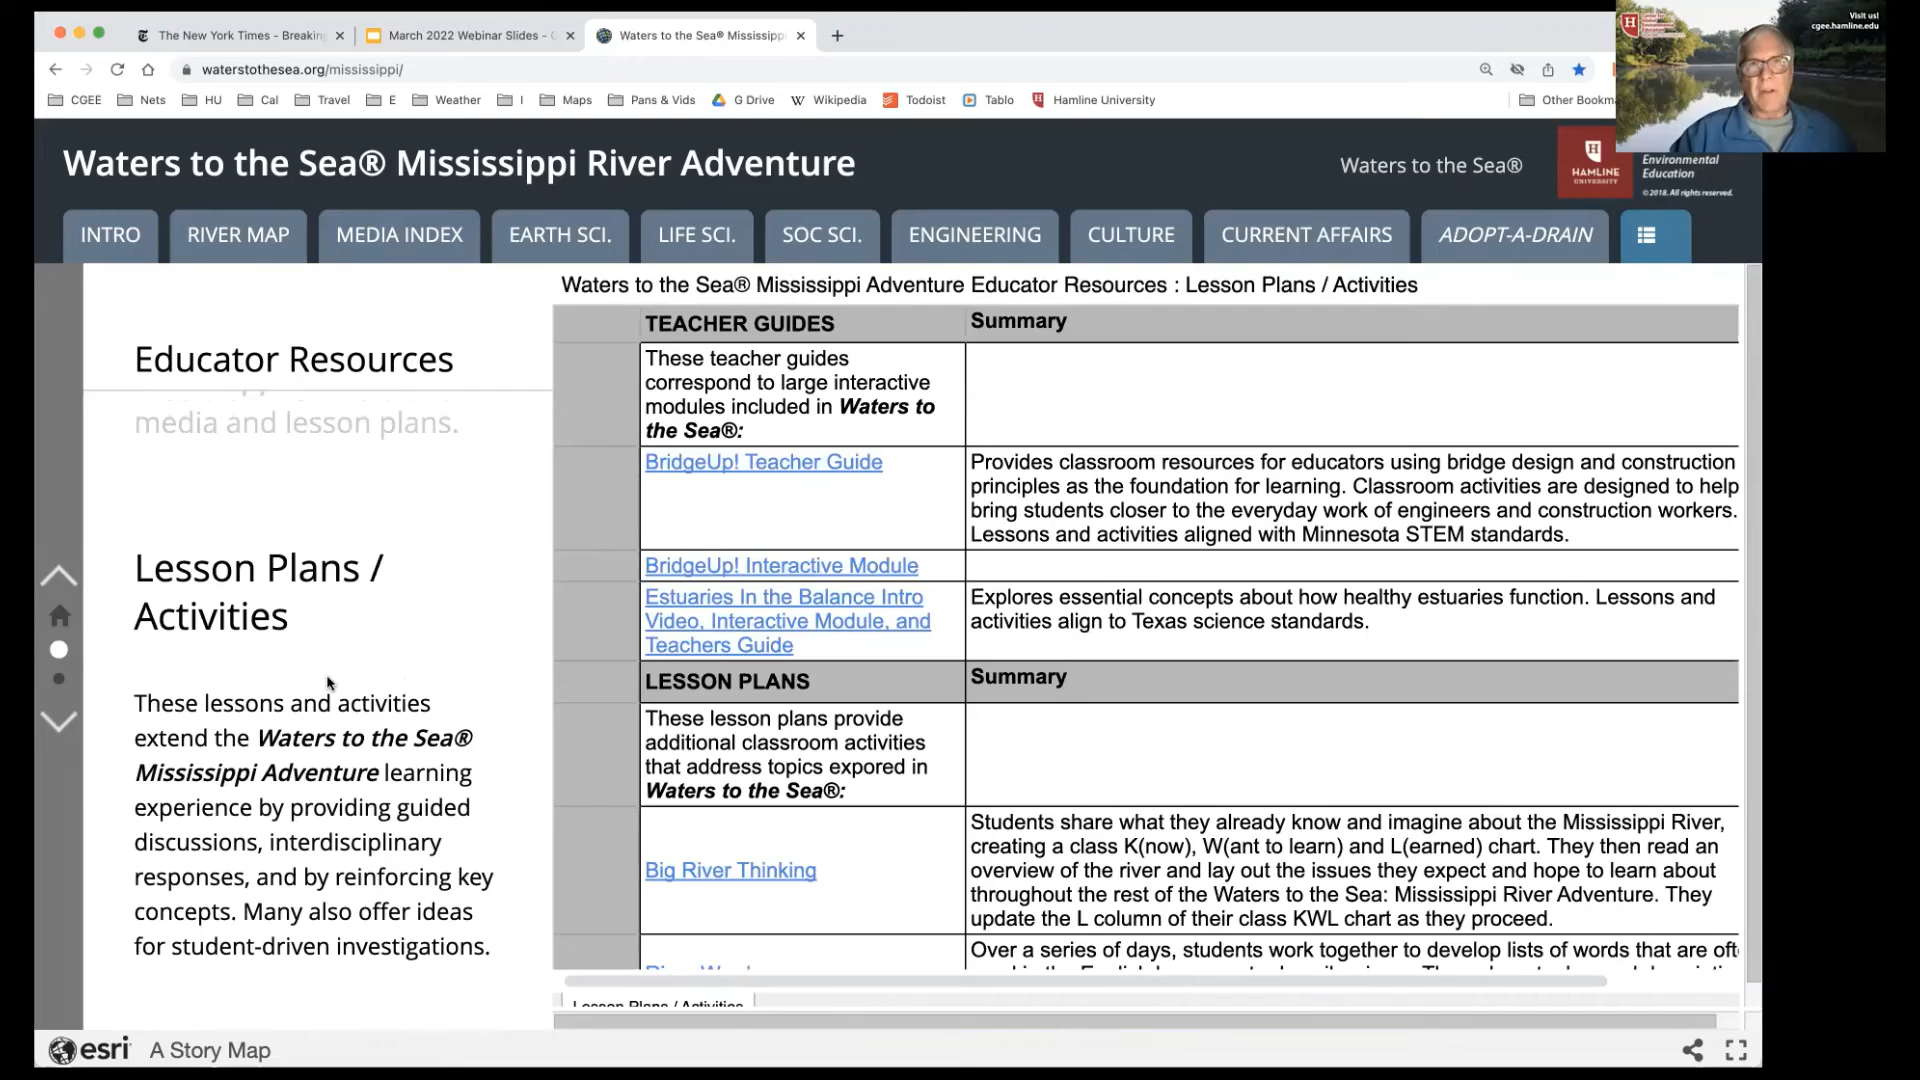 The New York Times - Breaking
March 2022 Webinar Slides - G
Waters to the Sea® Mississipp
waterstothesea.org/mississippi/
CGEE Nets HU Cal Travel E Weather I Maps Pans & Vids G Drive Wikipedia Todoist Tablo Hamline University Other Bookm
Visit us!
cgee.hamline.edu
Waters to the Sea® Mississippi River Adventure
Waters to the Sea®
H
HAMLINE
UNIVERSITY
Environmental
Education
©2018. All rights reserved.
INTRO RIVER MAP MEDIA INDEX EARTH SCI. LIFE SCI. SOC SCI. ENGINEERING CULTURE CURRENT AFFAIRS ADOPT-A-DRAIN
Educator Resources
media and lesson plans.
Lesson Plans /
Activities
These lessons and activities
extend the Waters to the Sea®
Mississippi Adventure learning
experience by providing guided
discussions, interdisciplinary
responses, and by reinforcing key
concepts. Many also offer ideas
for student-driven investigations.
Waters to the Sea® Mississippi Adventure Educator Resources : Lesson Plans / Activities
TEACHER GUIDES
Summary
These teacher guides
correspond to large interactive
modules included in Waters to
the Sea®:
BridgeUp! Teacher Guide
Provides classroom resources for educators using bridge design and construction
principles as the foundation for learning. Classroom activities are designed to help
bring students closer to the everyday work of engineers and construction workers.
Lessons and activities aligned with Minnesota STEM standards.
BridgeUp! Interactive Module
Estuaries In the Balance Intro
Video, Interactive Module, and
Teachers Guide
Explores essential concepts about how healthy estuaries function. Lessons and
activities align to Texas science standards.
LESSON PLANS
Summary
These lesson plans provide
additional classroom activities
that address topics expored in
Waters to the Sea®:
Big River Thinking
Students share what they already know and imagine about the Mississippi River,
creating a class K(now), W(ant to learn) and L(earned) chart. They then read an
overview of the river and lay out the issues they expect and hope to learn about
throughout the rest of the Waters to the Sea: Mississippi River Adventure. They
update the L column of their class KWL chart as they proceed.
Over a series of days, students work together to develop lists of words that are oft
Lesson Plans / Activities
esri A Story Map